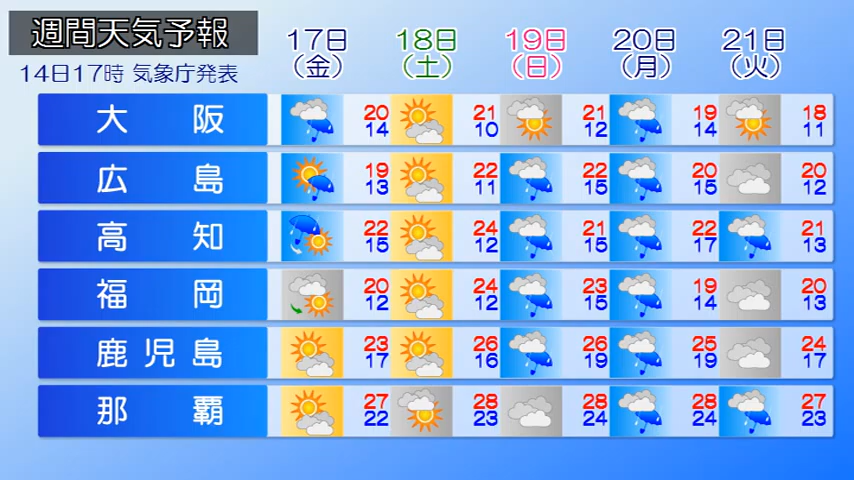 週間天気予報
14日17時 気象庁発表
17日 18日 19日 20日 21日
（金） （土） （日） （月） （火）
大阪 20 21 21 19 18
14 10 12 14 11
広島 19 22 22 20 20
13 11 15 15 12
高知 22 24 21 22 21
15 12 15 17 13
福岡 20 24 23 19 20
12 12 15 14 13
鹿児島 23 26 26 25 24
17 16 19 19 17
那覇 27 28 28 28 27
22 23 24 24 23